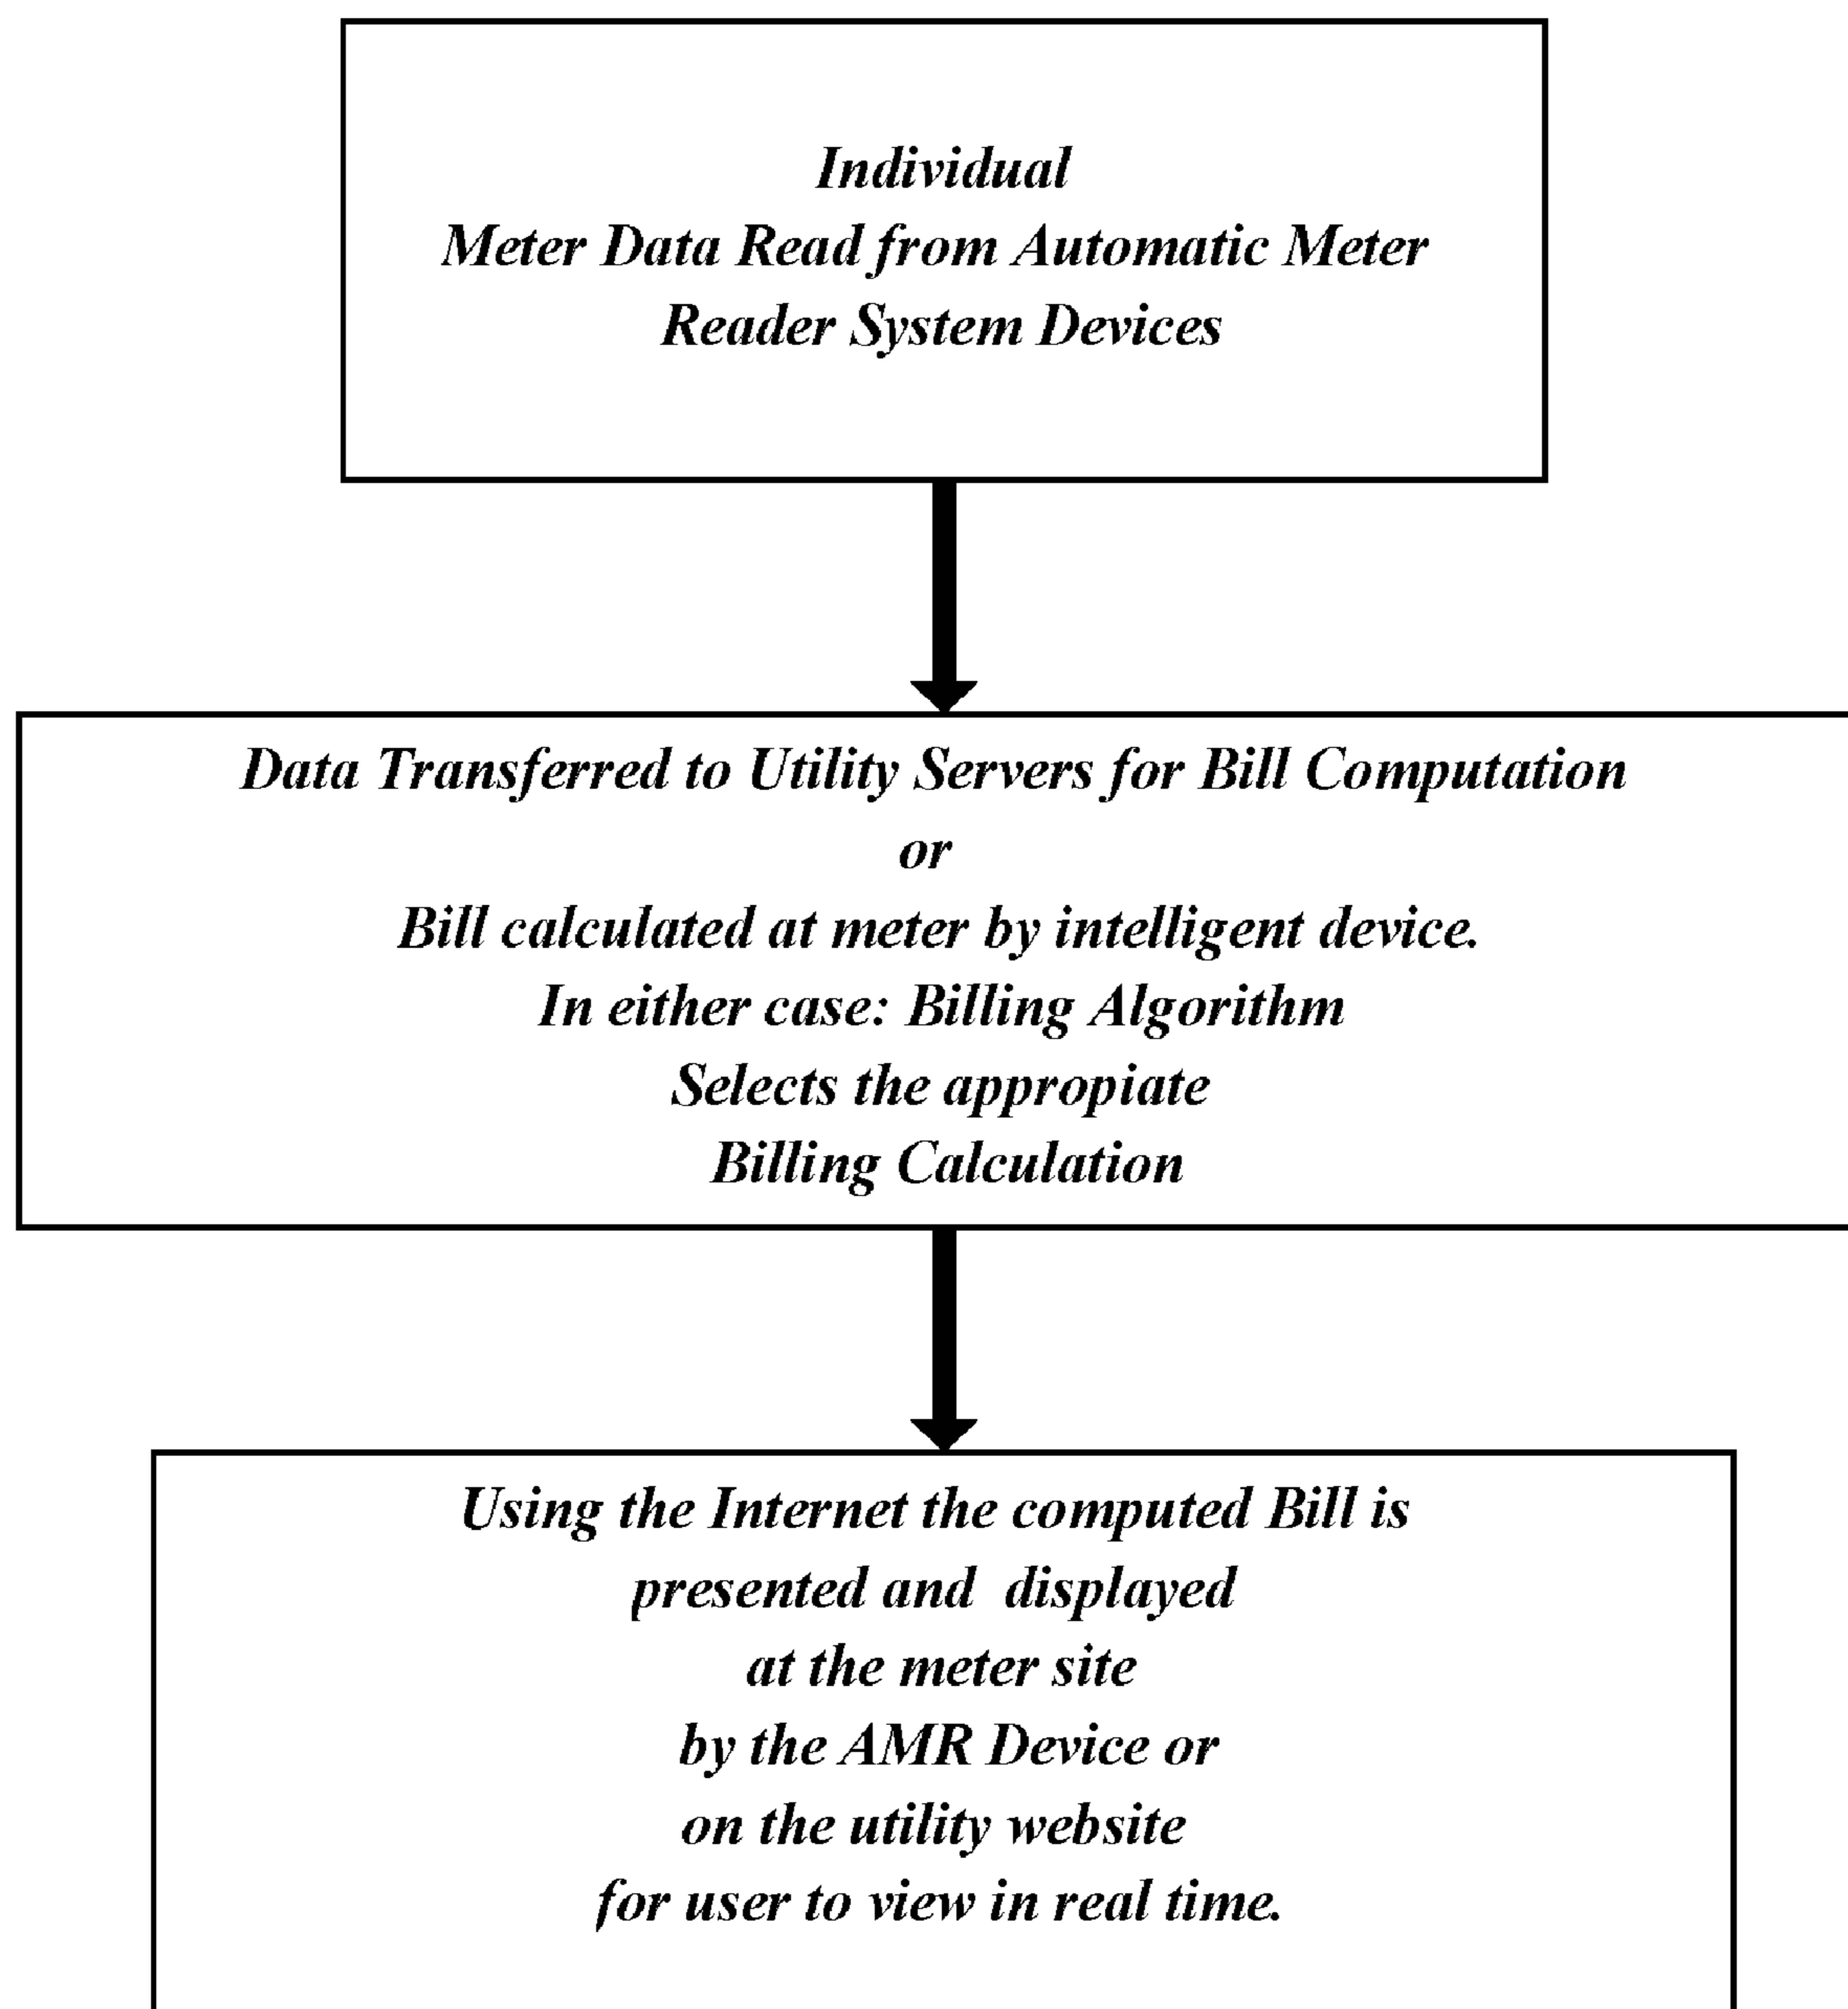 Individual
Meter Data Read from Automatic Meter
Reader System Devices
Data Transferred to Utility Servers for Bill Computation
or
Bill calculated at meter by intelligent device.
In either case: Billing Algorithm
Selects the appropiate
Billing Calculation
Using the Internet the computed Bill is
presented and displayed
at the meter site
by the AMR Device or
on the utility website
for user to view in real time.